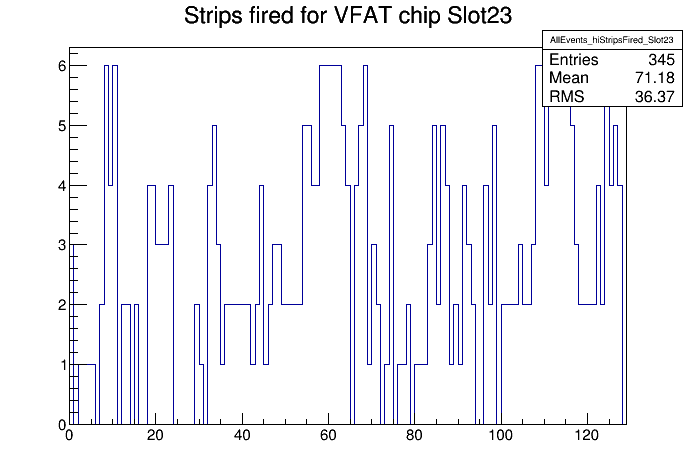 Strips fired for VFAT chip Slot23
AllEvents_hiStripsFired_Slot23
Entries 345
Mean 71.18
RMS 36.37
6
5
4
3
2
1
0
0 20 40 60 80 100 120